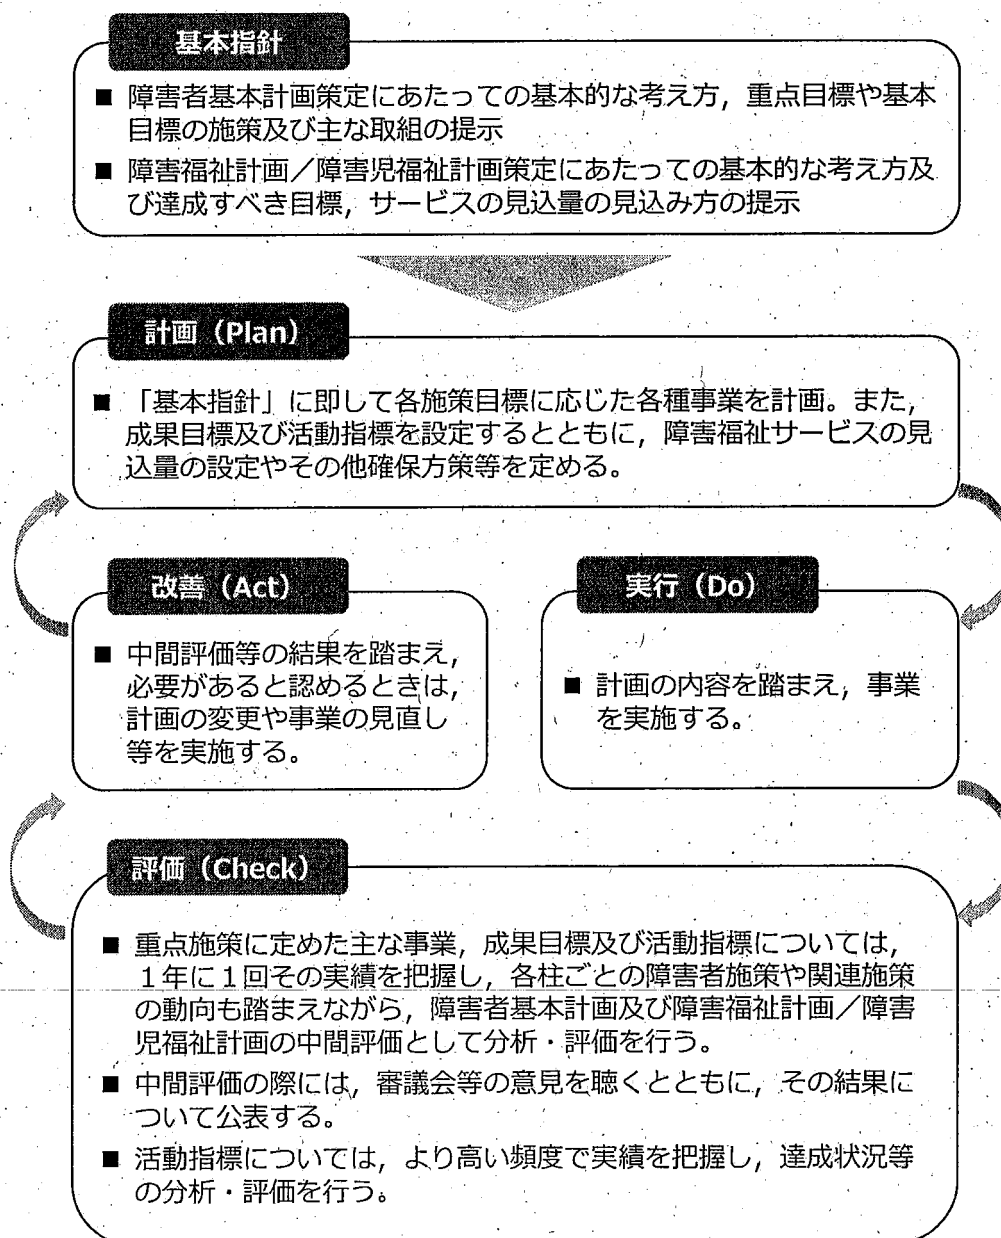 基本指針
■ 障害者基本計画策定にあたっての基本的な考え方，重点目標や基本
目標の施策及び主な取組の提示
■ 障害福祉計画／障害児福祉計画策定にあたっての基本的な考え方及
び達成すべき目標，サービスの見込量の見込み方の提示
計画（Plan）
■ 「基本指針」に即して各施策目標に応じた各種事業を計画。また，
成果目標及び活動指標を設定するとともに，障害福祉サービスの見
込量の設定やその他確保方策等を定める。
改善（Act）
■ 中間評価等の結果を踏まえ，
必要があると認めるときは，
計画の変更や事業の見直し
等を実施する。
実行（Do）
■ 計画の内容を踏まえ，事業
を実施する。
評価（Check）
■ 重点施策に定めた主な事業，成果目標及び活動指標については，
１年に１回その実績を把握し，各柱ごとの障害者施策や関連施策
の動向も踏まえながら，障害者基本計画及び障害福祉計画／障害
児福祉計画の中間評価として分析・評価を行う。
■ 中間評価の際には，審議会等の意見を聴くとともに，その結果に
ついて公表する。
■ 活動指標については，より高い頻度で実績を把握し，達成状況等
の分析・評価を行う。